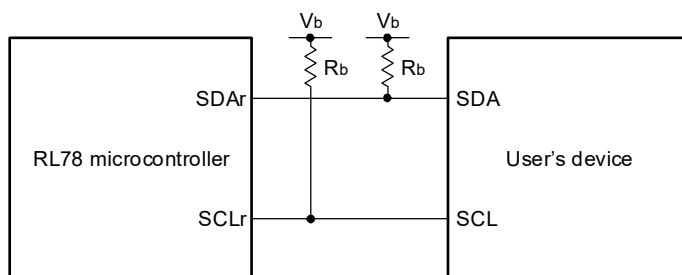 Vb Vb
Rb Rb
SDAr SDA
RL78 microcontroller User’s device
SCLr SCL